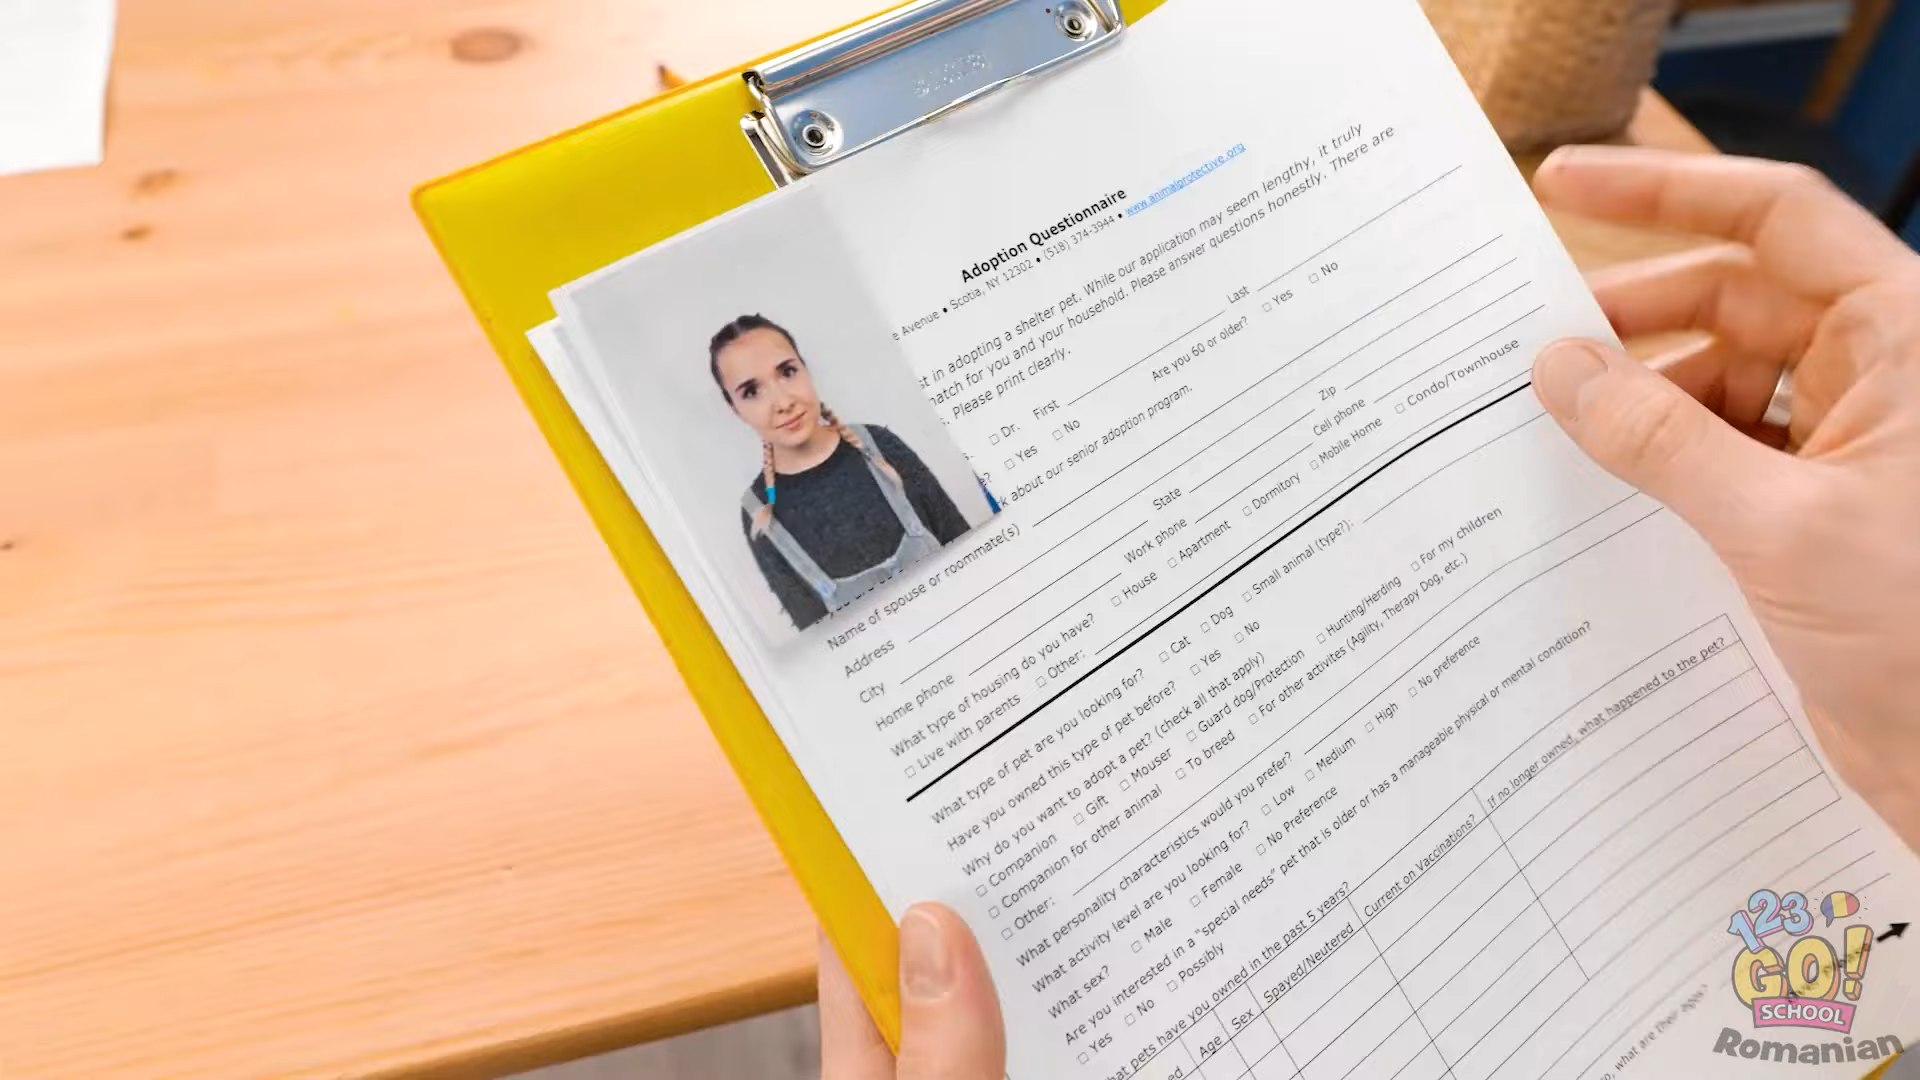 Adoption Questionnaire
e Avenue • Scotia, NY 12302 • (518) 374-3944 • www.animalprotective.org
st in adopting a shelter pet. While our application may seem lengthy, it truly
match for you and your household. Please answer questions honestly. There are
s. Please print clearly.
s. □ Dr. First Last
e? □ Yes □ No Are you 60 or older? □ Yes □ No
k about our senior adoption program.
Name of spouse or roommate(s)
Address
City State Zip
Home phone Work phone Cell phone
What type of housing do you have? □ House □ Apartment □ Dormitory □ Mobile Home □ Condo/Townhouse
□ Live with parents □ Other:
What type of pet are you looking for? □ Cat □ Dog □ Small animal (type?):
Have you owned this type of pet before? □ Yes □ No
Why do you want to adopt a pet? (check all that apply)
□ Companion □ Gift □ Mouser □ Guard dog/Protection □ Hunting/Herding □ For my children
□ Companion for other animal □ To breed □ For other activites (Agility, Therapy Dog, etc.)
□ Other:
What personality characteristics would you prefer?
What activity level are you looking for? □ Low □ Medium □ High □ No preference
What sex? □ Male □ Female □ No Preference
Are you interested in a "special needs" pet that is older or has a manageable physical or mental condition?
□ Yes □ No □ Possibly
hat pets have you owned in the past 5 years?
ed Age Sex Spayed/Neutered Current on Vaccinations? If no longer owned, what happened to the pet?
o, what are their ages?
123
GO!
SCHOOL
Romanian